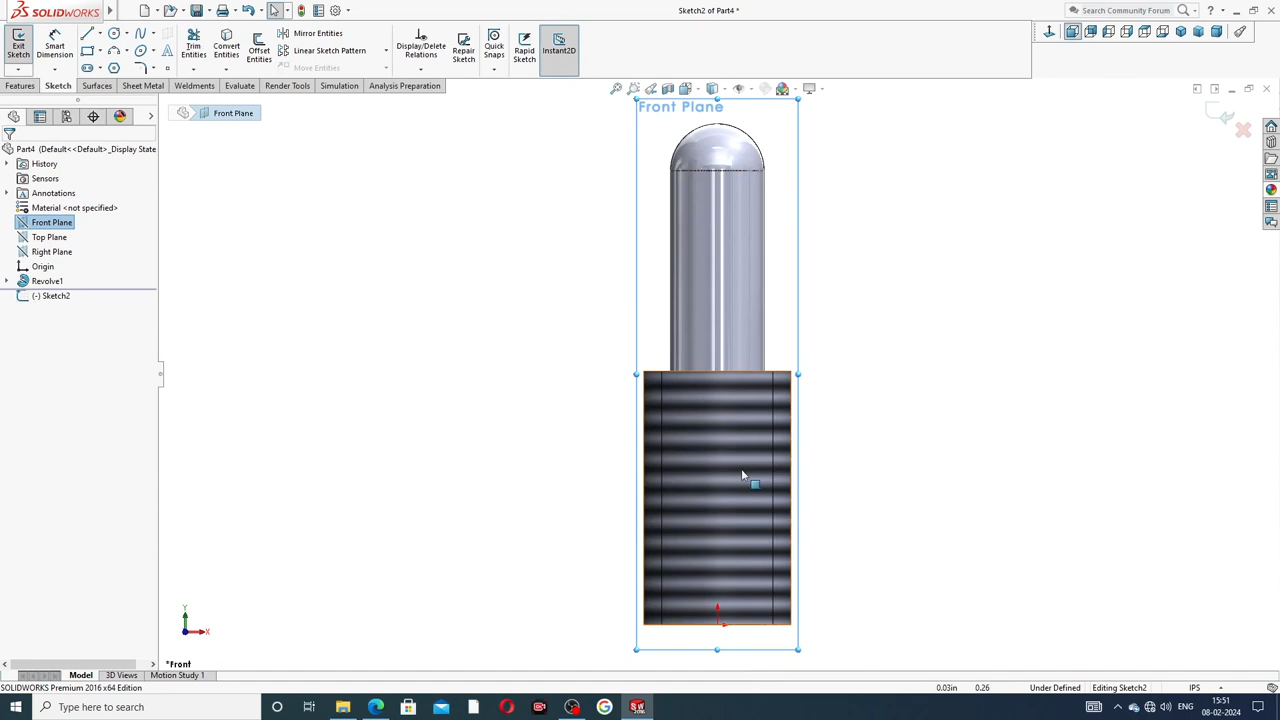 SOLIDWORKS
Sketch2 of Part4 *
Search Community Forum
Exit Sketch
Smart Dimension
Trim Entities
Convert Entities
Offset Entities
Mirror Entities
Linear Sketch Pattern
Move Entities
Display/Delete Relations
Repair Sketch
Quick Snaps
Rapid Sketch
Instant2D
Features
Sketch
Surfaces
Sheet Metal
Weldments
Evaluate
Render Tools
Simulation
Analysis Preparation
Front Plane
Front Plane
Part4 (Default<<Default>_Display State
History
Sensors
Annotations
Material <not specified>
Front Plane
Top Plane
Right Plane
Origin
Revolve1
(-) Sketch2
Y
X
*Front
Model
3D Views
Motion Study 1
SOLIDWORKS Premium 2016 x64 Edition
0.03in
0.26
Under Defined
Editing Sketch2
IPS
Type here to search
ENG
15:51
08-02-2024